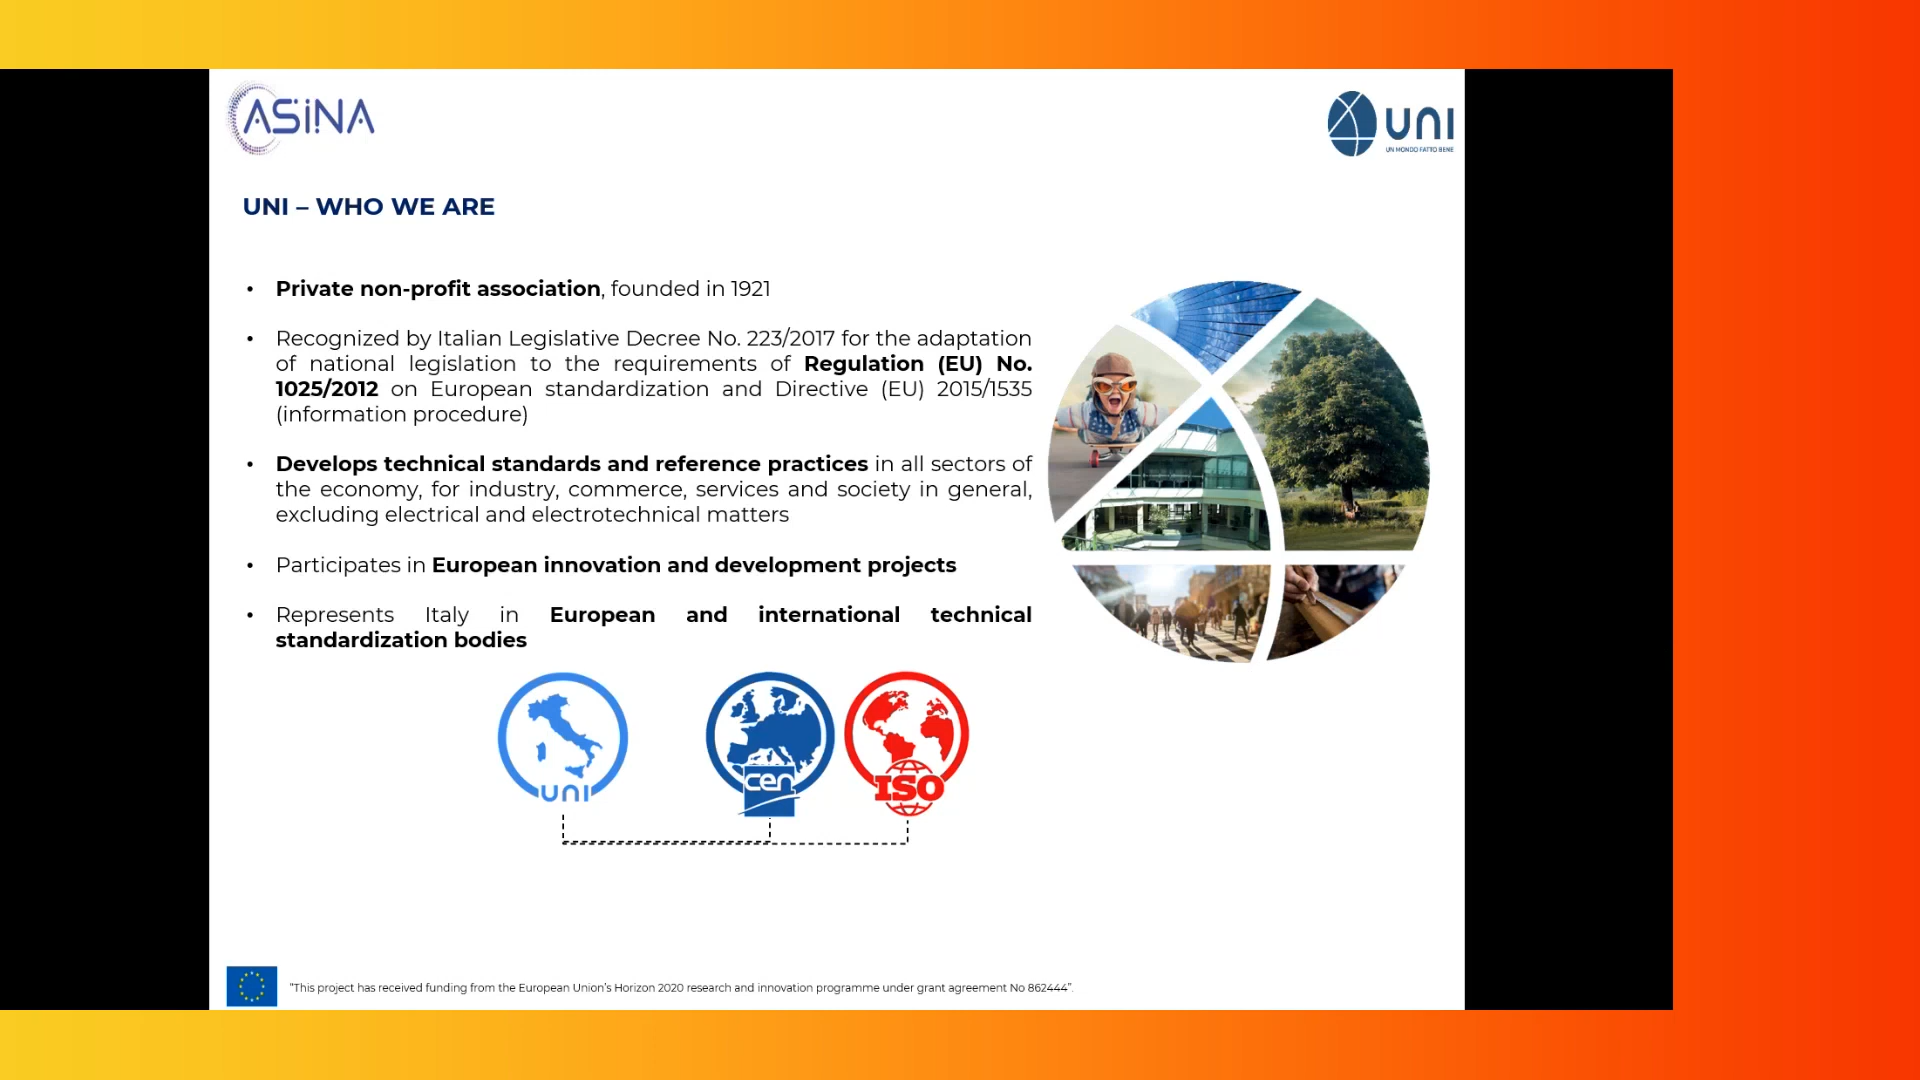 ASiNA
UNI
UN MONDO FATTO BENE
UNI – WHO WE ARE
• Private non-profit association, founded in 1921
• Recognized by Italian Legislative Decree No. 223/2017 for the adaptation
of national legislation to the requirements of Regulation (EU) No.
1025/2012 on European standardization and Directive (EU) 2015/1535
(information procedure)
• Develops technical standards and reference practices in all sectors of
the economy, for industry, commerce, services and society in general,
excluding electrical and electrotechnical matters
• Participates in European innovation and development projects
• Represents Italy in European and international technical
standardization bodies
UNI
cen
ISO
"This project has received funding from the European Union's Horizon 2020 research and innovation programme under grant agreement No 862444".